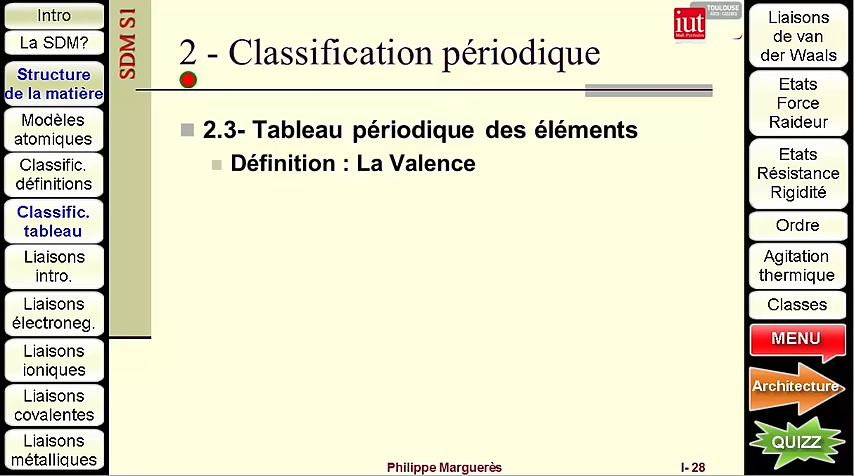 Intro
La SDM?
Structure
de la matière
Modèles
atomiques
Classific.
définitions
Classific.
tableau
Liaisons
intro.
Liaisons
électroneg.
Liaisons
ioniques
Liaisons
covalentes
Liaisons
métalliques
SDM S1
2 - Classification périodique
iut
TOULOUSE
2.3- Tableau périodique des éléments
Définition : La Valence
Philippe Marguerès
I- 28
Liaisons
de van
der Waals
Etats
Force
Raideur
Etats
Résistance
Rigidité
Ordre
Agitation
thermique
Classes
MENU
Architecture
QUIZZ